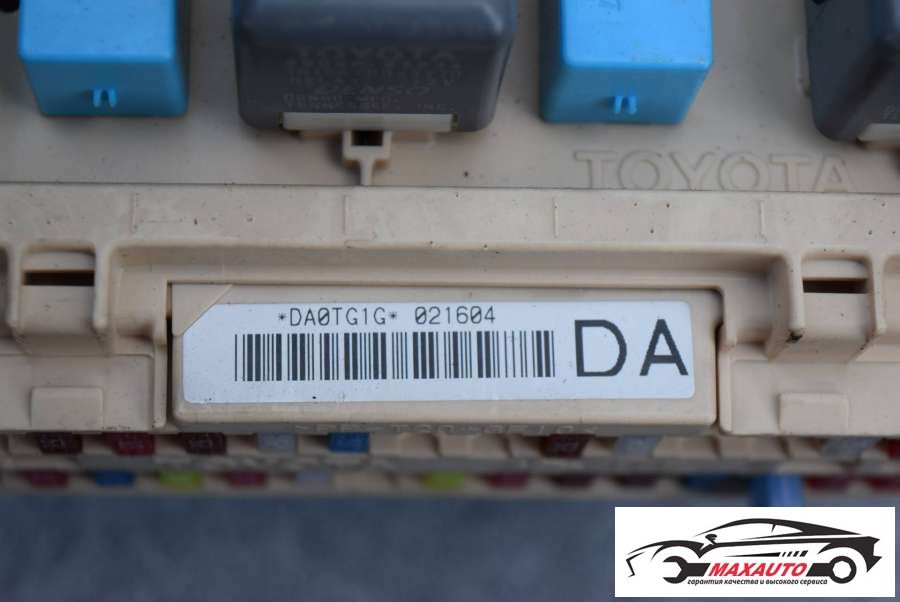 TOYOTA
DENSO
TOYOTA
*DA0TG1G* 021604
DA
MAXAUTO
гарантия качества и высокого сервиса